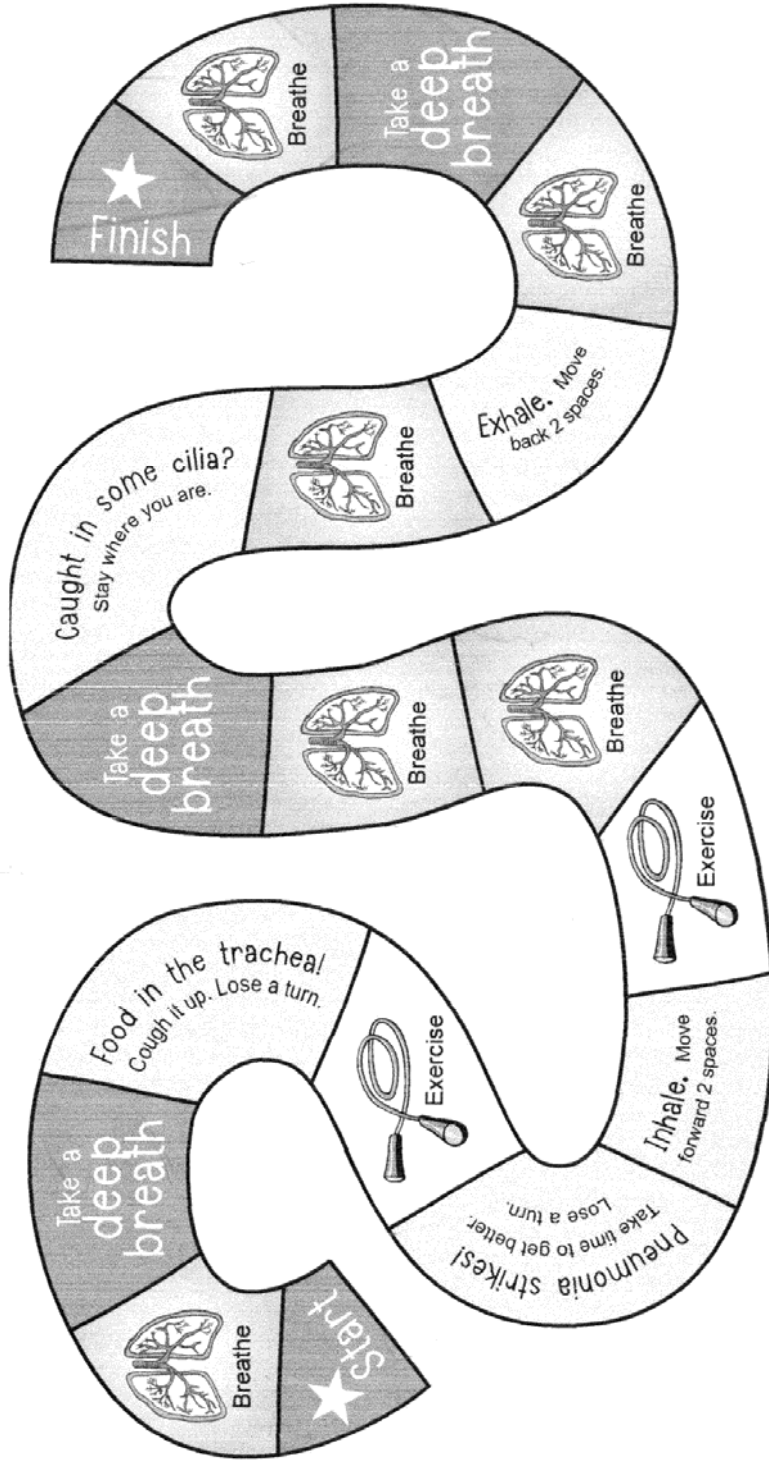 Start
Breathe
Take a
deep
breath
Food in the trachea!
Cough it up. Lose a turn.
Exercise
Pneumonia strikes!
Take time to get better.
Lose a turn.
Inhale. Move
forward 2 spaces.
Exercise
Breathe
Breathe
Take a
deep
breath
Caught in some cilia?
Stay where you are.
Breathe
Exhale. Move
back 2 spaces.
Breathe
Take a
deep
breath
Breathe
Finish